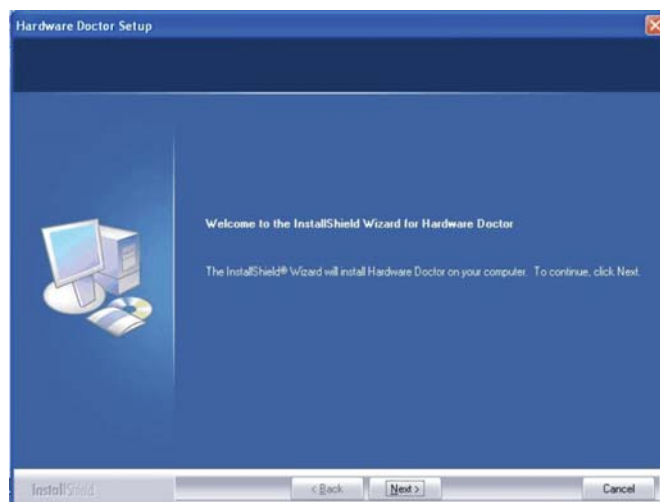 Hardware Doctor Setup
Welcome to the InstallShield Wizard for Hardware Doctor
The InstallShield® Wizard will install Hardware Doctor on your computer. To continue, click Next.
InstallShield
< Back
Next >
Cancel